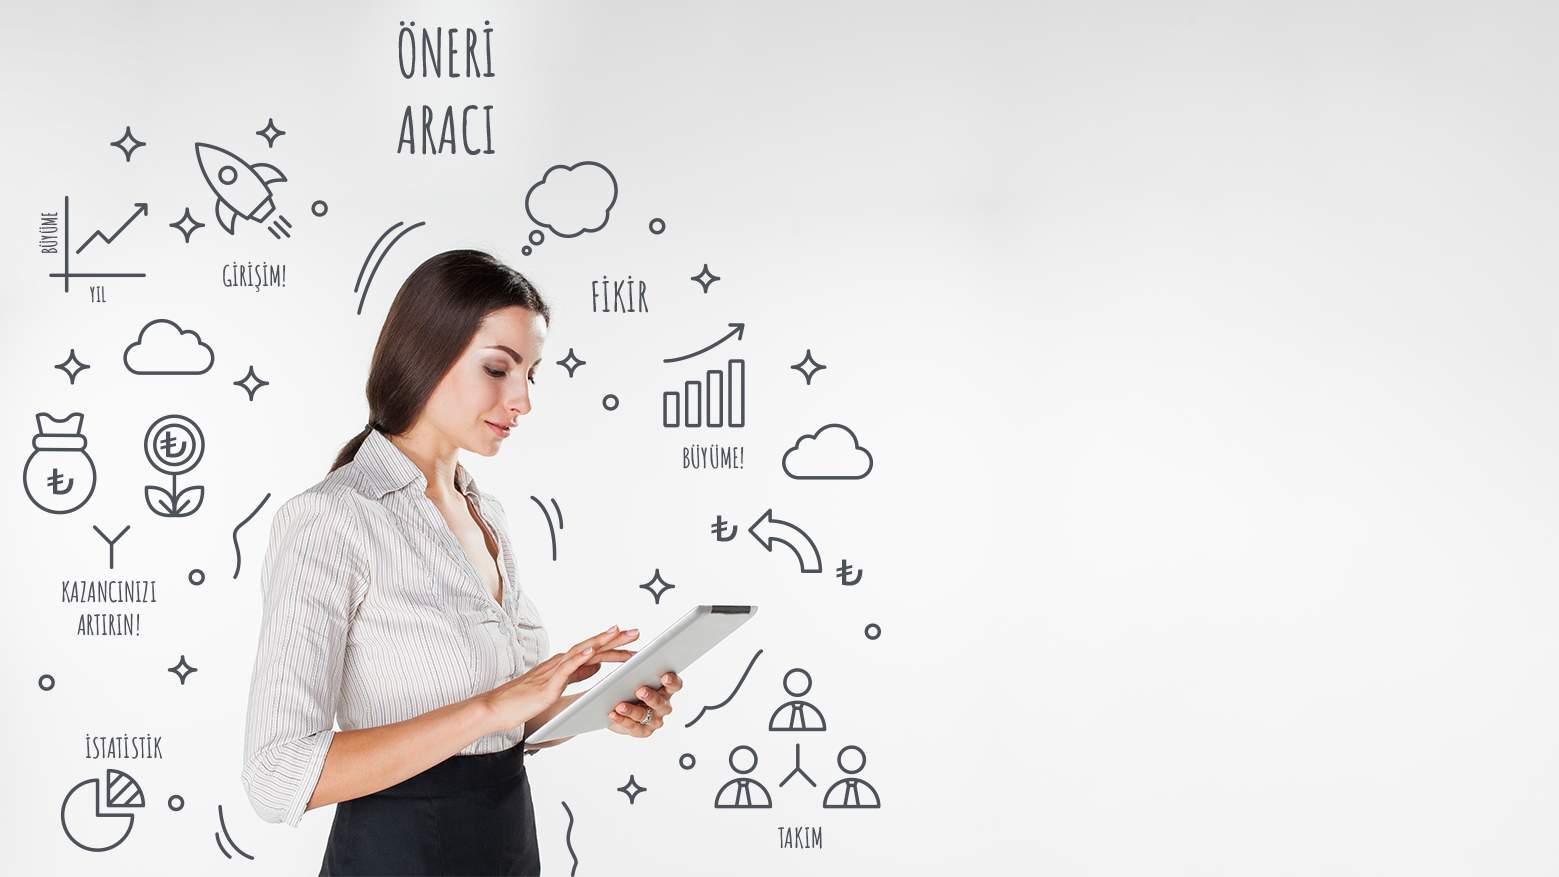 ÖNERİ
ARACI
BÜYÜME
YIL
GİRİŞİM!
FİKİR
BÜYÜME!
₺
₺
₺
₺
KAZANCINIZI
ARTIRIN!
İSTATİSTİK
TAKIM